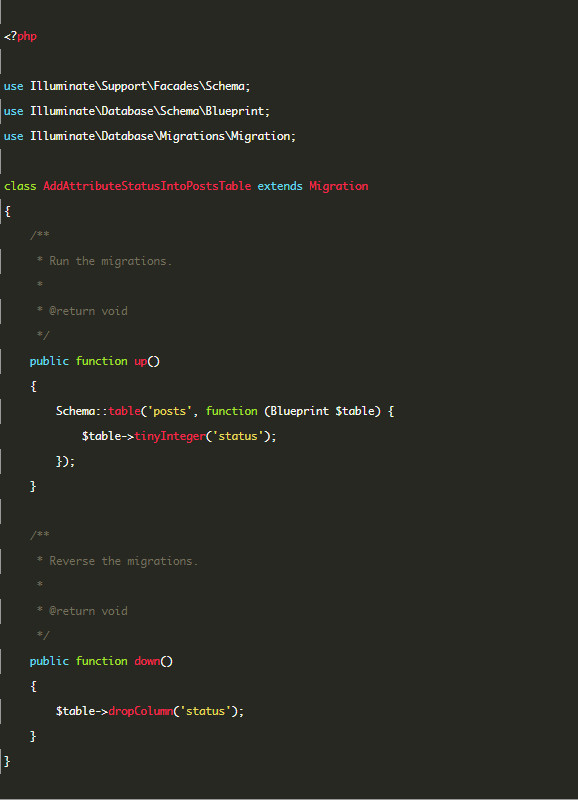 <?php
use Illuminate\Support\Facades\Schema;
use Illuminate\Database\Schema\Blueprint;
use Illuminate\Database\Migrations\Migration;
class AddAttributeStatusIntoPostsTable extends Migration
{
    /**
     * Run the migrations.
     *
     * @return void
     */
    public function up()
    {
        Schema::table('posts', function (Blueprint $table) {
            $table->tinyInteger('status');
        });
    }
    /**
     * Reverse the migrations.
     *
     * @return void
     */
    public function down()
    {
        $table->dropColumn('status');
    }
}